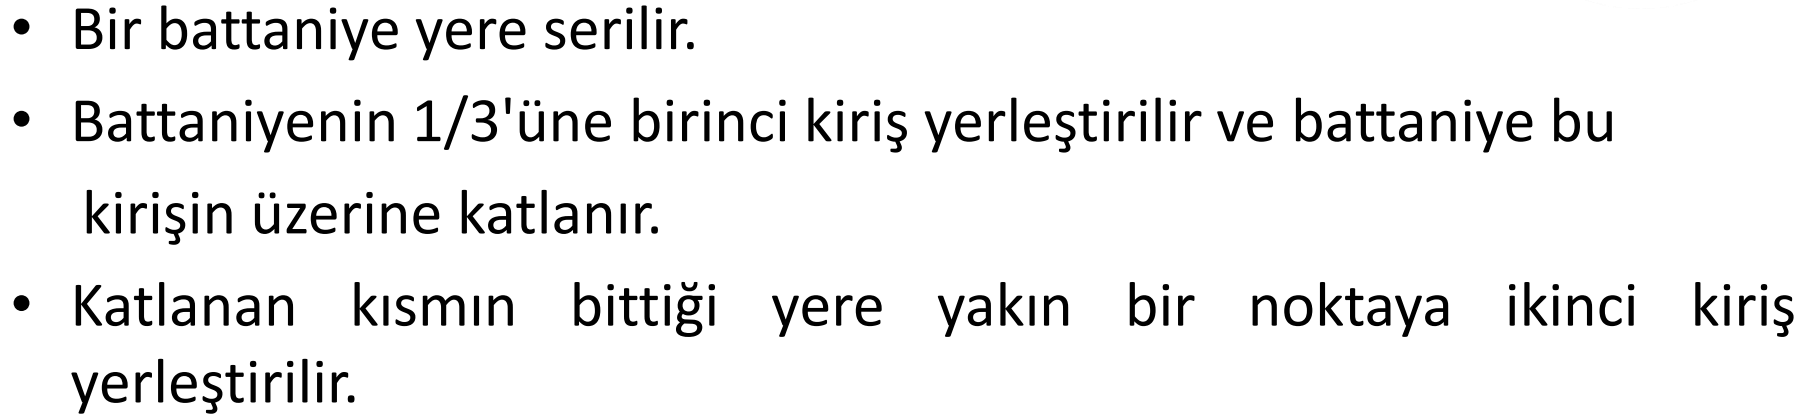 • Bir battaniye yere serilir.
• Battaniyenin 1/3'üne birinci kiriş yerleştirilir ve battaniye bu
kirişin üzerine katlanır.
• Katlanan kısmın bittiği yere yakın bir noktaya ikinci kiriş
yerleştirilir.